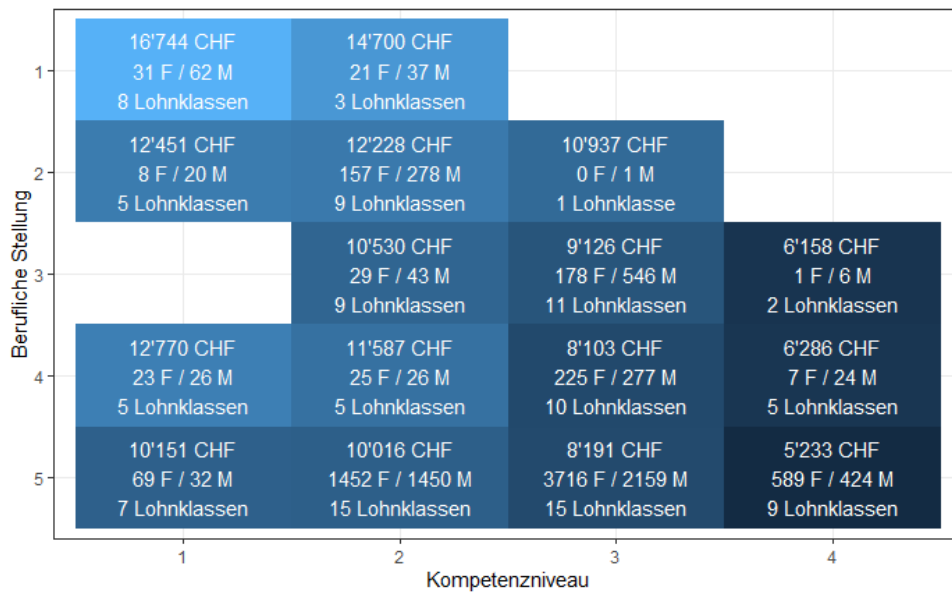 Berufliche Stellung
1
16'744 CHF
31 F / 62 M
8 Lohnklassen
14'700 CHF
21 F / 37 M
3 Lohnklassen
2
12'451 CHF
8 F / 20 M
5 Lohnklassen
12'228 CHF
157 F / 278 M
9 Lohnklassen
10'937 CHF
0 F / 1 M
1 Lohnklasse
3
10'530 CHF
29 F / 43 M
9 Lohnklassen
9'126 CHF
178 F / 546 M
11 Lohnklassen
6'158 CHF
1 F / 6 M
2 Lohnklassen
4
12'770 CHF
23 F / 26 M
5 Lohnklassen
11'587 CHF
25 F / 26 M
5 Lohnklassen
8'103 CHF
225 F / 277 M
10 Lohnklassen
6'286 CHF
7 F / 24 M
5 Lohnklassen
5
10'151 CHF
69 F / 32 M
7 Lohnklassen
10'016 CHF
1452 F / 1450 M
15 Lohnklassen
8'191 CHF
3716 F / 2159 M
15 Lohnklassen
5'233 CHF
589 F / 424 M
9 Lohnklassen
1
2
3
4
Kompetenzniveau